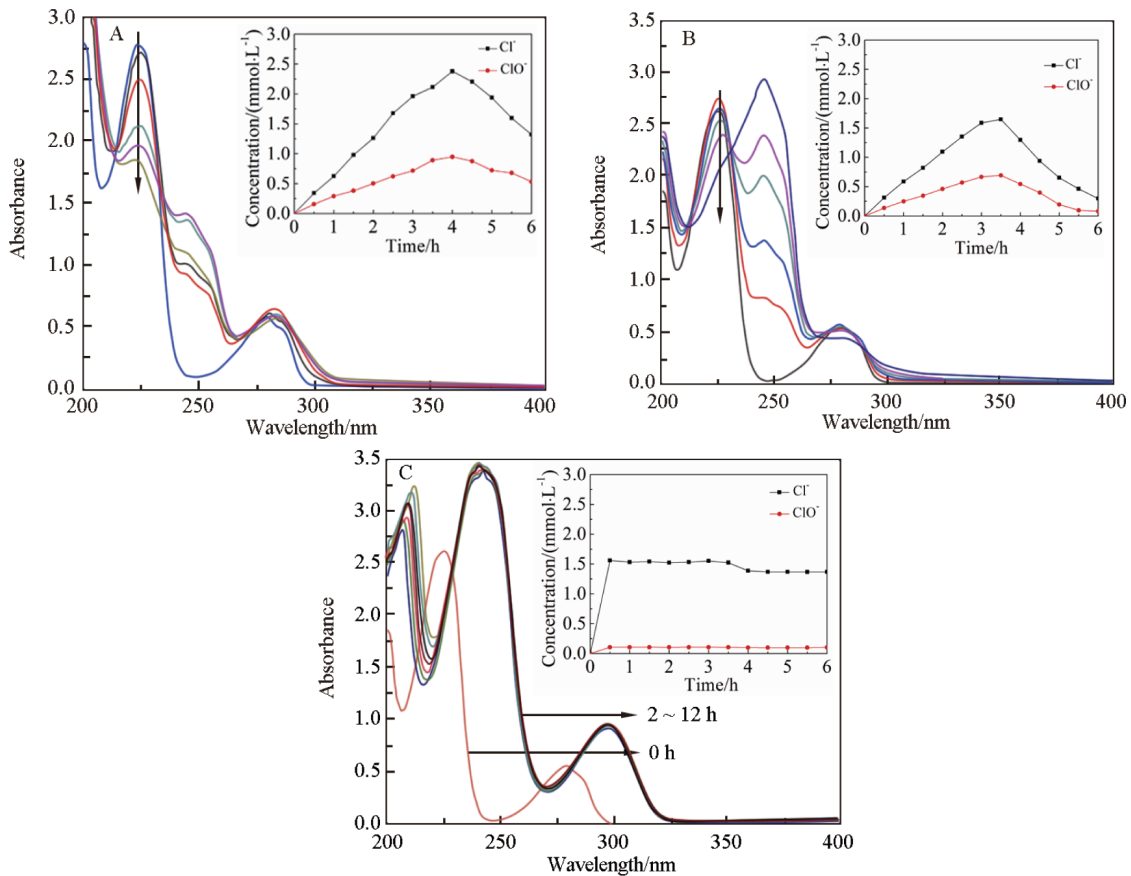 A
3.0
2.5
2.0
1.5
1.0
0.5
0.0
Absorbance
200
250
300
350
400
Wavelength/nm
3.0
2.5
2.0
1.5
1.0
0.5
0.0
Concentration/(mmol·L⁻¹)
Cl⁻
ClO⁻
0 1 2 3 4 5 6
Time/h
B
3.5
3.0
2.5
2.0
1.5
1.0
0.5
0.0
Absorbance
200
250
300
350
400
Wavelength/nm
3.0
2.5
2.0
1.5
1.0
0.5
0.0
Concentration/(mmol·L⁻¹)
Cl⁻
ClO⁻
0 1 2 3 4 5 6
Time/h
C
3.5
3.0
2.5
2.0
1.5
1.0
0.5
0.0
Absorbance
200
250
300
350
400
Wavelength/nm
3.0
2.5
2.0
1.5
1.0
0.5
0.0
Concentration/(mmol·L⁻¹)
Cl⁻
ClO⁻
0 1 2 3 4 5 6
Time/h
2 ~ 12 h
0 h